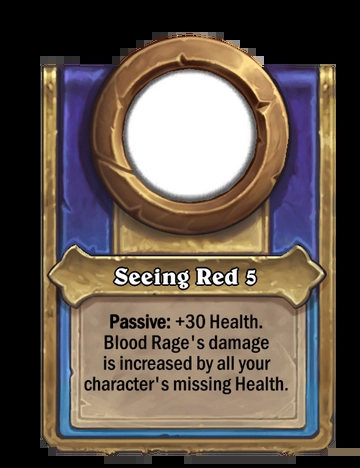 Seeing Red 5
Passive: +30 Health.
Blood Rage's damage
is increased by all your
character's missing Health.